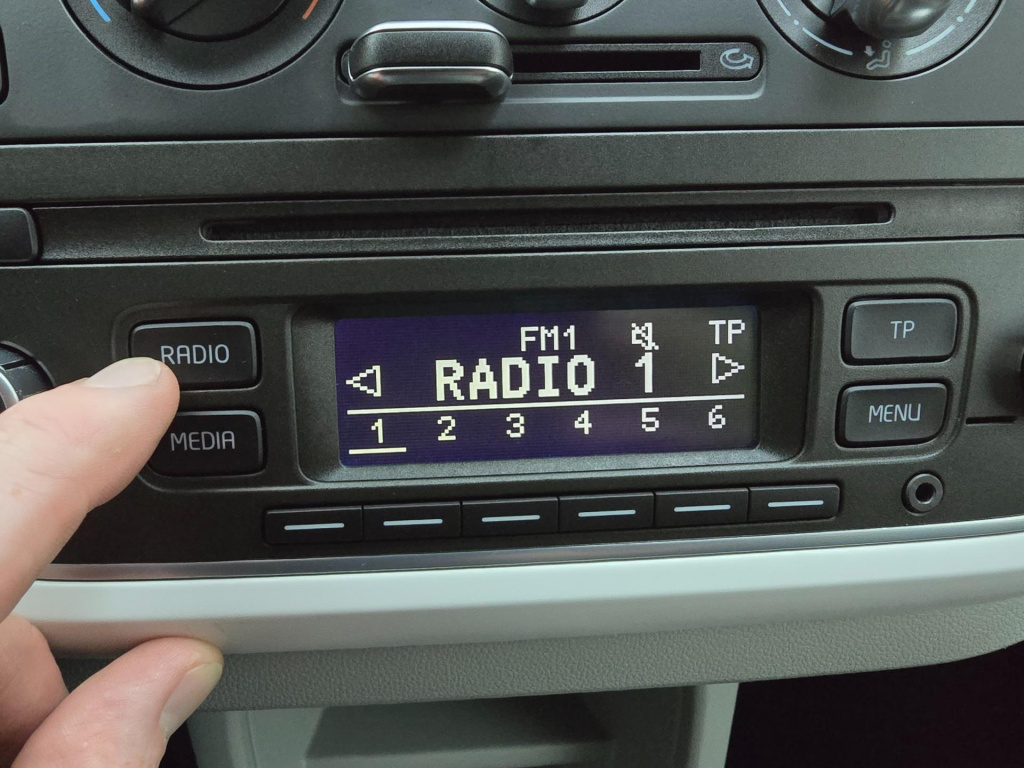 RADIO
MEDIA
FM1 TP
RADIO 1
1 2 3 4 5 6
TP
MENU